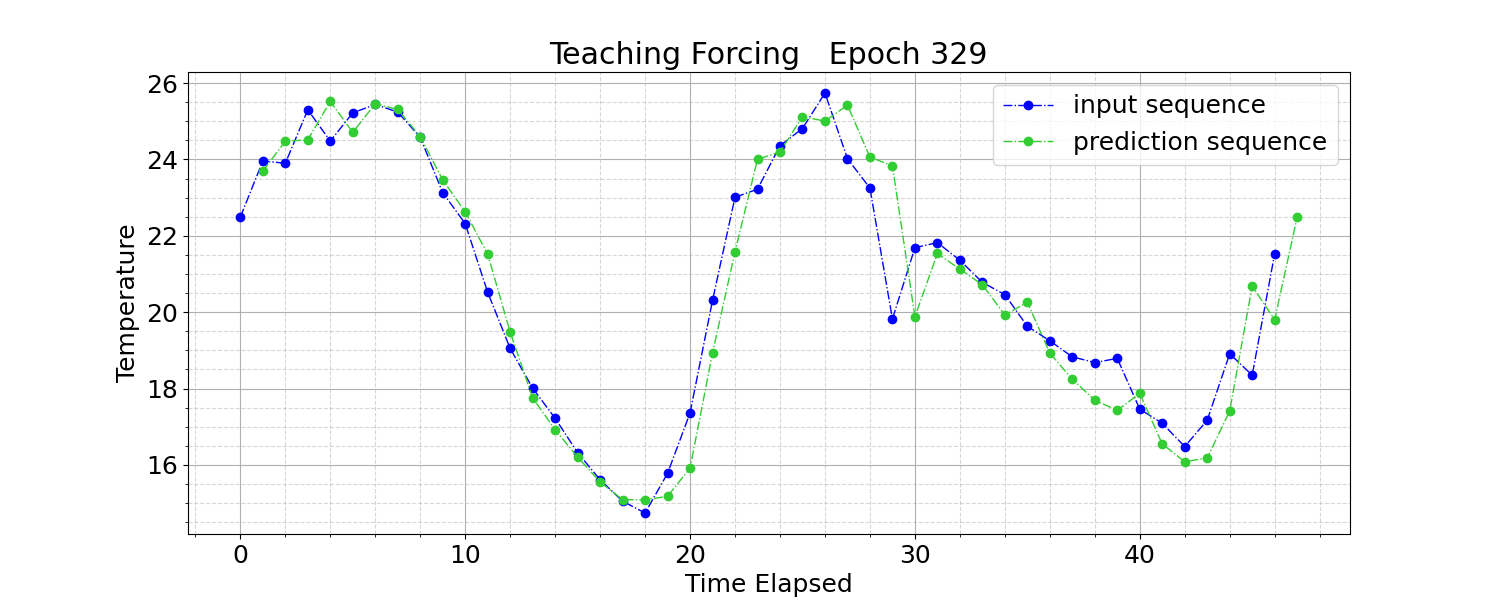 Teaching Forcing   Epoch 329
input sequence
prediction sequence
Temperature
26
24
22
20
18
16
0 10 20 30 40
Time Elapsed